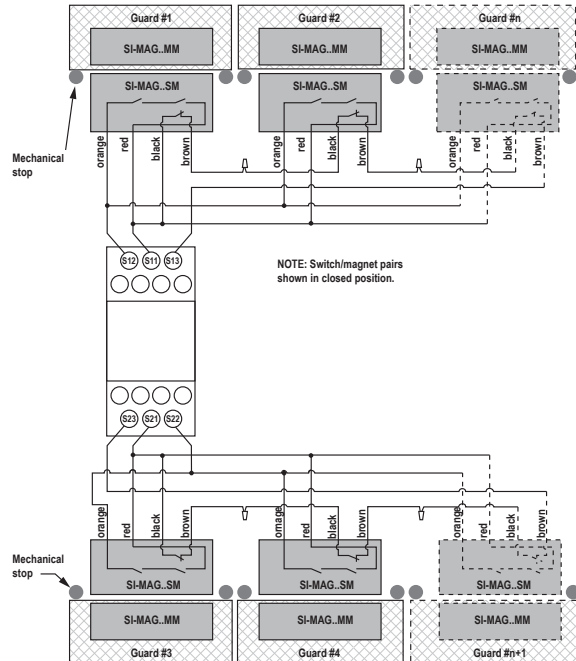 Guard #1
Guard #2
Guard #n
SI-MAG..MM
SI-MAG..MM
SI-MAG..MM
SI-MAG..SM
SI-MAG..SM
SI-MAG..SM
Mechanical
stop
orange
red
black
brown
orange
red
black
brown
orange
red
black
brown
S12
S11
S13
NOTE: Switch/magnet pairs
shown in closed position.
S23
S21
S22
orange
red
black
brown
ornage
red
black
brown
orange
red
black
brown
Mechanical
stop
SI-MAG..SM
SI-MAG..SM
SI-MAG..SM
SI-MAG..MM
SI-MAG..MM
SI-MAG..MM
Guard #3
Guard #4
Guard #n+1